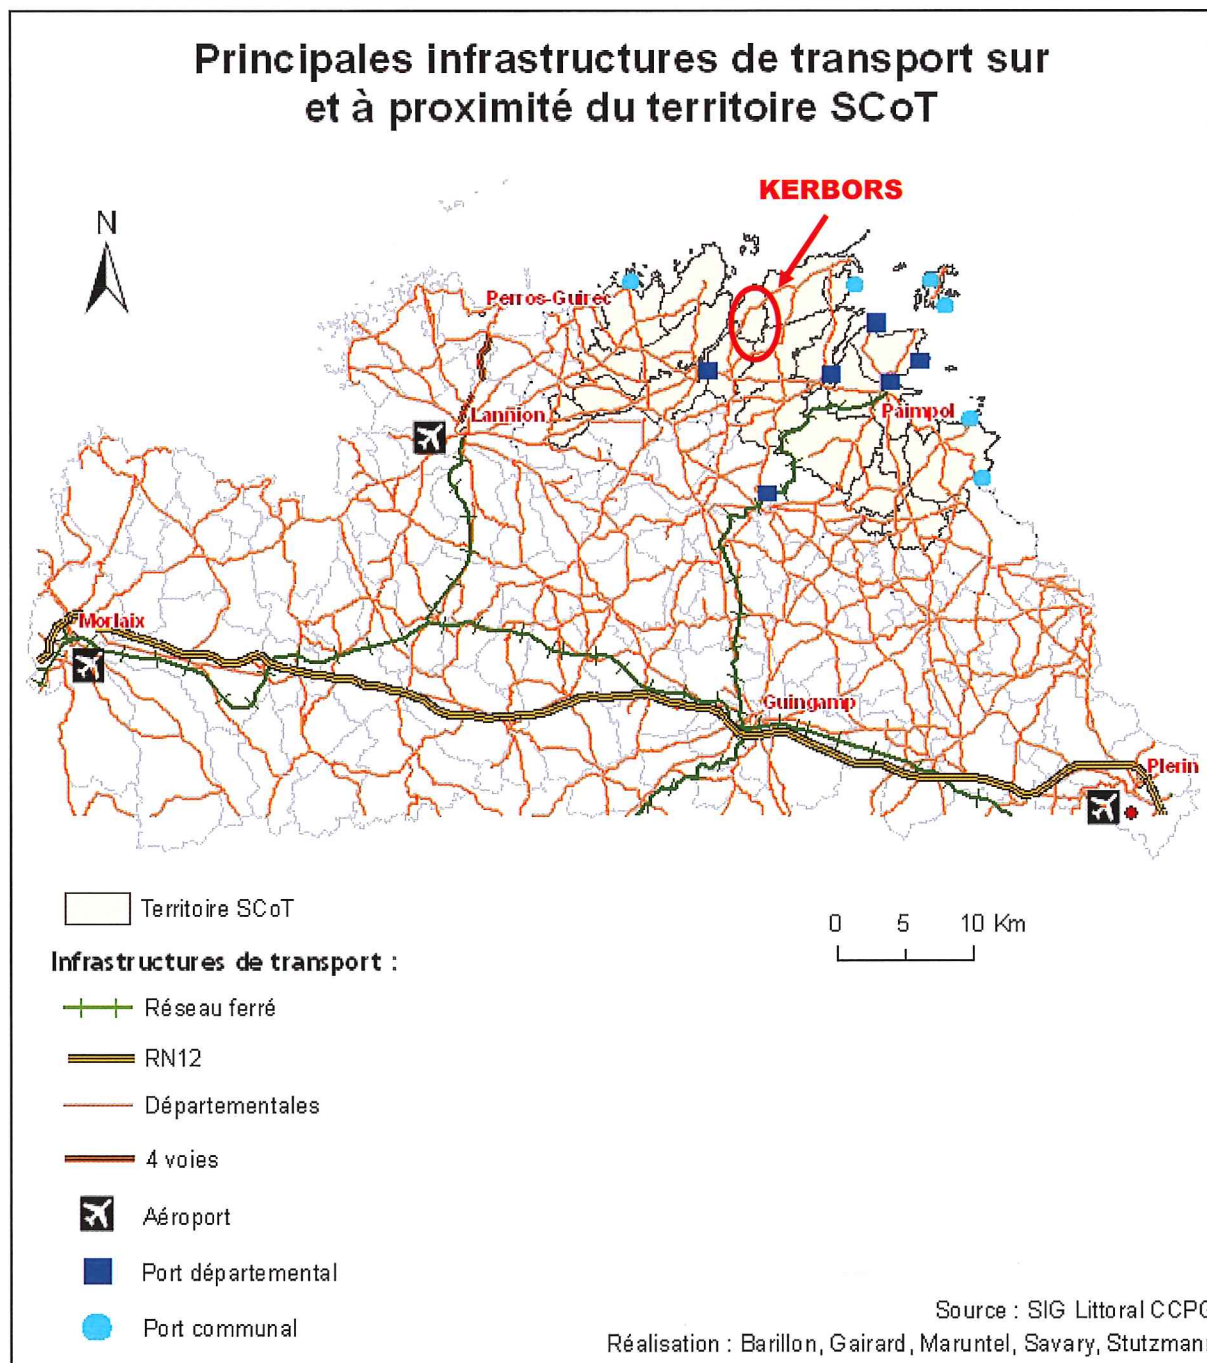 Principales infrastructures de transport sur
et à proximité du territoire SCoT
KERBORS
N
Perros-Guirec
Lannion
Paimpol
Morlaix
Guingamp
Plerin
Territoire SCoT
0 5 10 Km
Infrastructures de transport :
Réseau ferré
RN12
Départementales
4 voies
Aéroport
Port départemental
Port communal
Source : SIG Littoral CCPG
Réalisation : Barillon, Gairard, Maruntel, Savary, Stutzmann